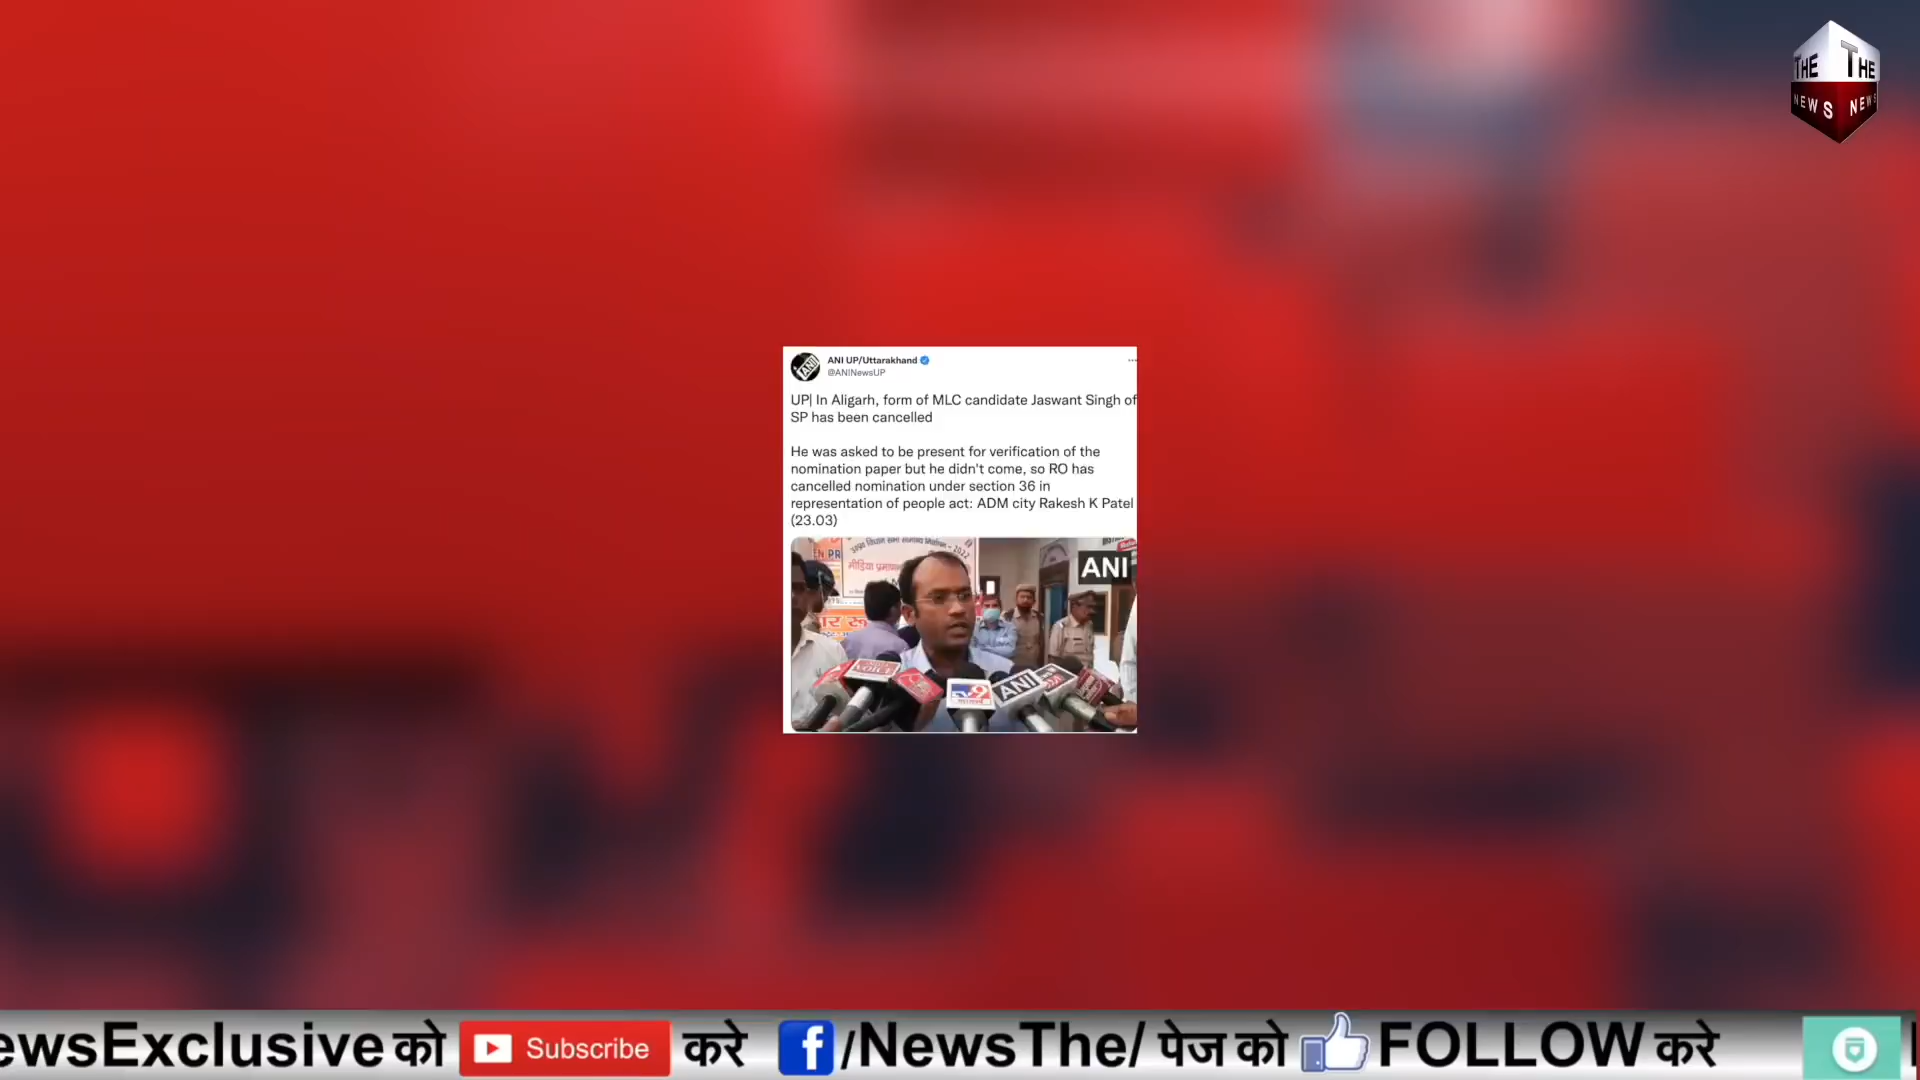 THE THE
NEWS NEWS
ANI UP/Uttarakhand
@ANINewsUP
UP| In Aligarh, form of MLC candidate Jaswant Singh of
SP has been cancelled
He was asked to be present for verification of the
nomination paper but he didn't come, so RO has
cancelled nomination under section 36 in
representation of people act: ADM city Rakesh K Patel
(23.03)
ANI
VOICE
TV9
ANI
ewsExclusive को Subscribe करे f/NewsThe/ पेज को FOLLOW करे